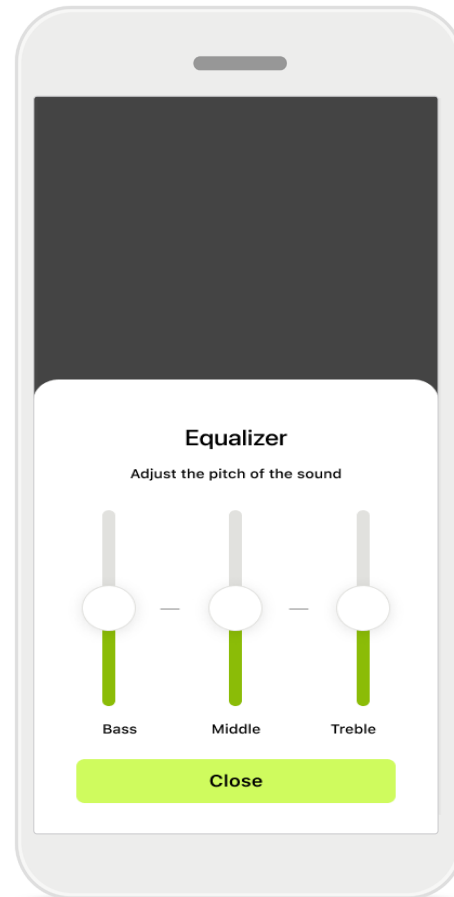 Equalizer
Adjust the pitch of the sound
Bass Middle Treble
Close